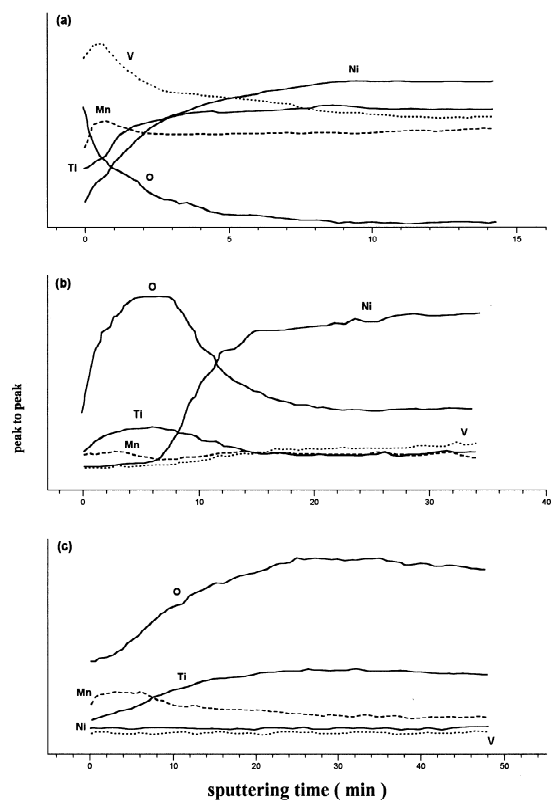 (a)
V
Ni
Mn
Ti
O
0 5 10 15
(b)
O
Ni
Ti
Mn
V
peak to peak
0 10 20 30 40
(c)
O
Ti
Mn
Ni
V
0 10 20 30 40 50
sputtering time ( min )